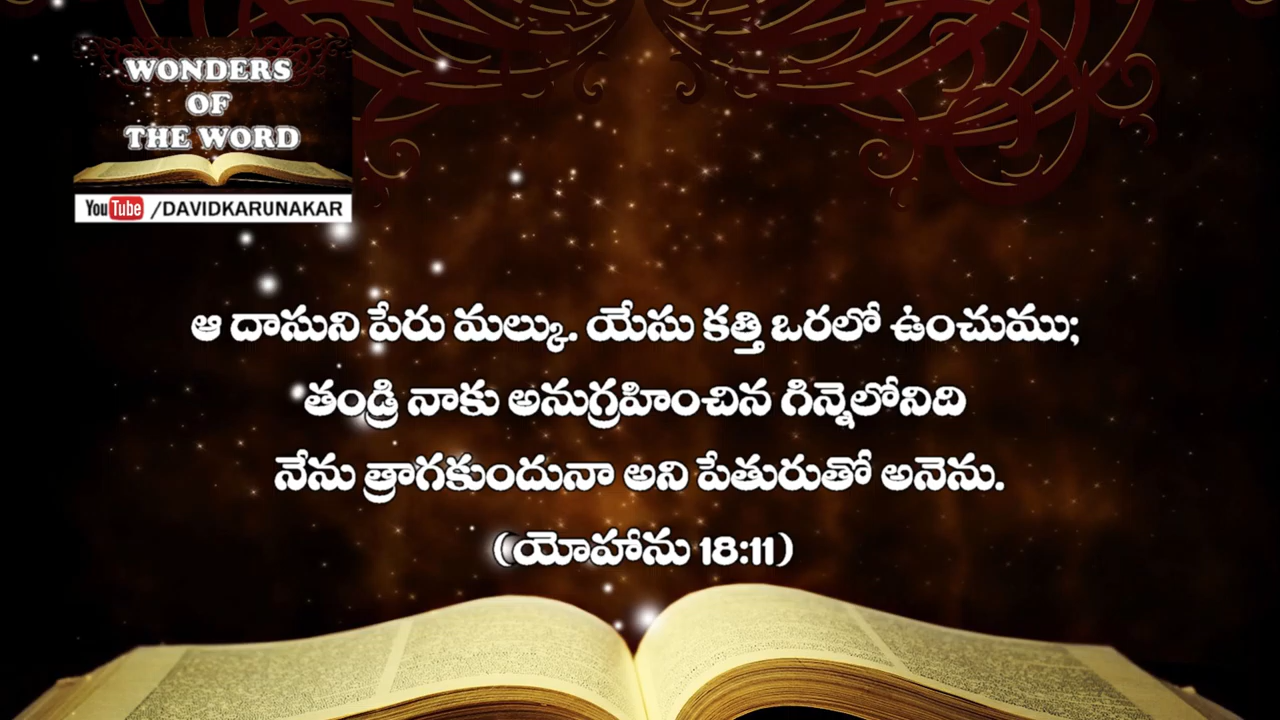 WONDERS
OF
THE WORD
YouTube /DAVIDKARUNAKAR
ఆ దాసుని పేరు మల్కు. యేసు కత్తి ఒరలో ఉంచుము;
తండ్రి నాకు అనుగ్రహించిన గిన్నెలోనిది
నేను త్రాగకుందునా అని పేతురుతో అనెను.
(యోహాను 18:11)